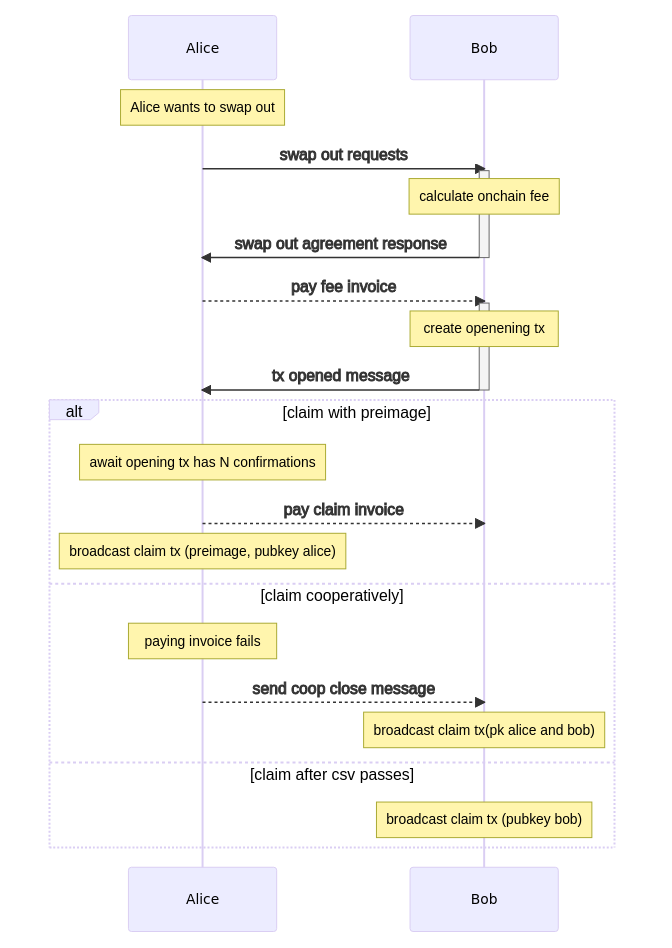 Alice
Bob
Alice wants to swap out
swap out requests
calculate onchain fee
swap out agreement response
pay fee invoice
create openening tx
tx opened message
alt
[claim with preimage]
await opening tx has N confirmations
pay claim invoice
broadcast claim tx (preimage, pubkey alice)
[claim cooperatively]
paying invoice fails
send coop close message
broadcast claim tx(pk alice and bob)
[claim after csv passes]
broadcast claim tx (pubkey bob)
Alice
Bob